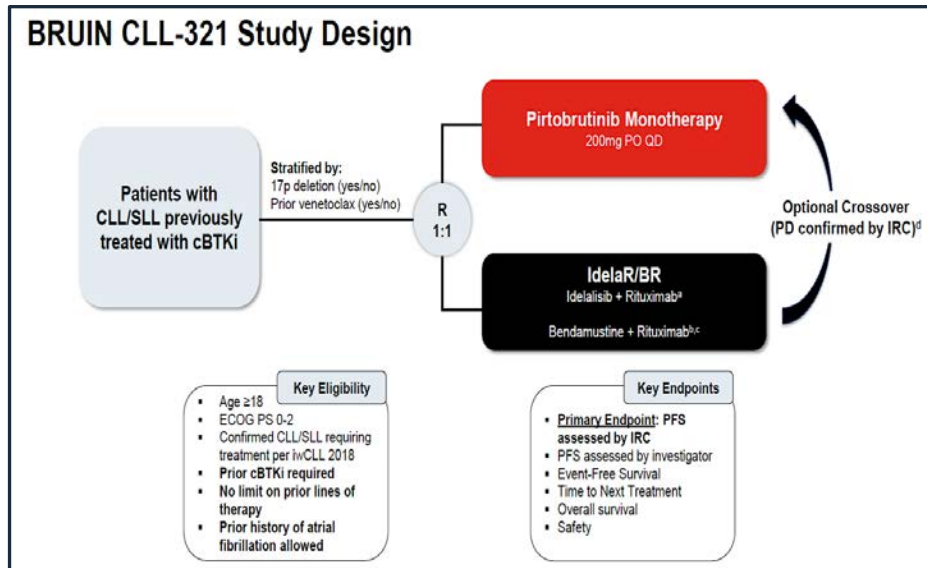 BRUIN CLL-321 Study Design
Patients with
CLL/SLL previously
treated with cBTKi
Stratified by:
17p deletion (yes/no)
Prior venetoclax (yes/no)
R
1:1
Pirtobrutinib Monotherapy
200mg PO QD
IdelaR/BR
Idelalisib + Rituximabᵃ
Bendamustine + Rituximabᵇ,ᶜ
Optional Crossover
(PD confirmed by IRC)ᵈ
Key Eligibility
▪ Age ≥18
▪ ECOG PS 0-2
▪ Confirmed CLL/SLL requiring
treatment per iwCLL 2018
▪ Prior cBTKi required
▪ No limit on prior lines of
therapy
▪ Prior history of atrial
fibrillation allowed
Key Endpoints
▪ Primary Endpoint: PFS
assessed by IRC
▪ PFS assessed by investigator
▪ Event-Free Survival
▪ Time to Next Treatment
▪ Overall survival
▪ Safety